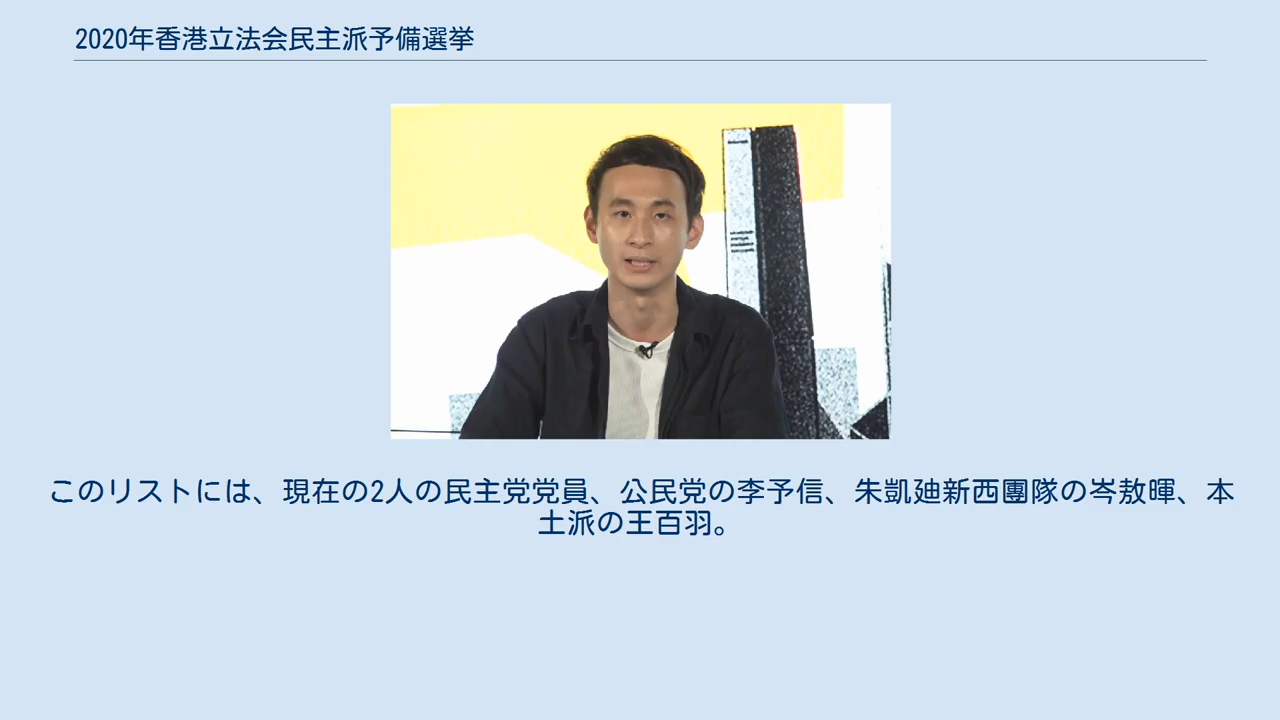 2020年香港立法会民主派予備選挙
このリストには、現在の2人の民主党党員、公民党の李予信、朱凱廸新西團隊の岑敖暉、本
土派の王百羽。